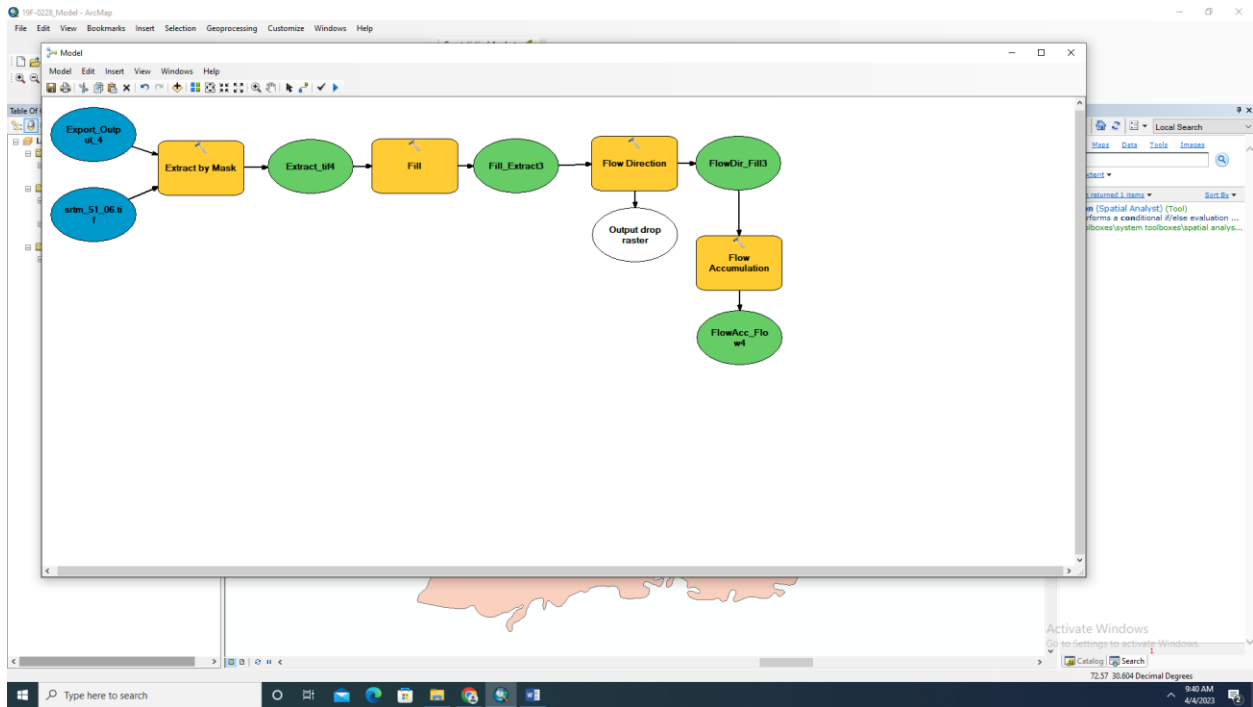 19F-0228_Model - ArcMap
File Edit View Bookmarks Insert Selection Geoprocessing Customize Windows Help
Model
Model Edit Insert View Windows Help
Table Of
Local Search
Maps Data Tools Images
returned 1 items
Sort By
(Spatial Analyst) (Tool)
conditional if/else evaluation ...
toolboxes\spatial analys...
Export_Outp
ut_4
srtm_51_06.ti
f
Extract by Mask
Extract_tif4
Fill
Fill_Extract3
Flow Direction
FlowDir_Fill3
Output drop
raster
Flow
Accumulation
FlowAcc_Flo
w4
Activate Windows
Go to Settings to activate Windows.
1
Catalog Search
72.57 30.604 Decimal Degrees
Type here to search
9:40 AM
4/4/2023
2